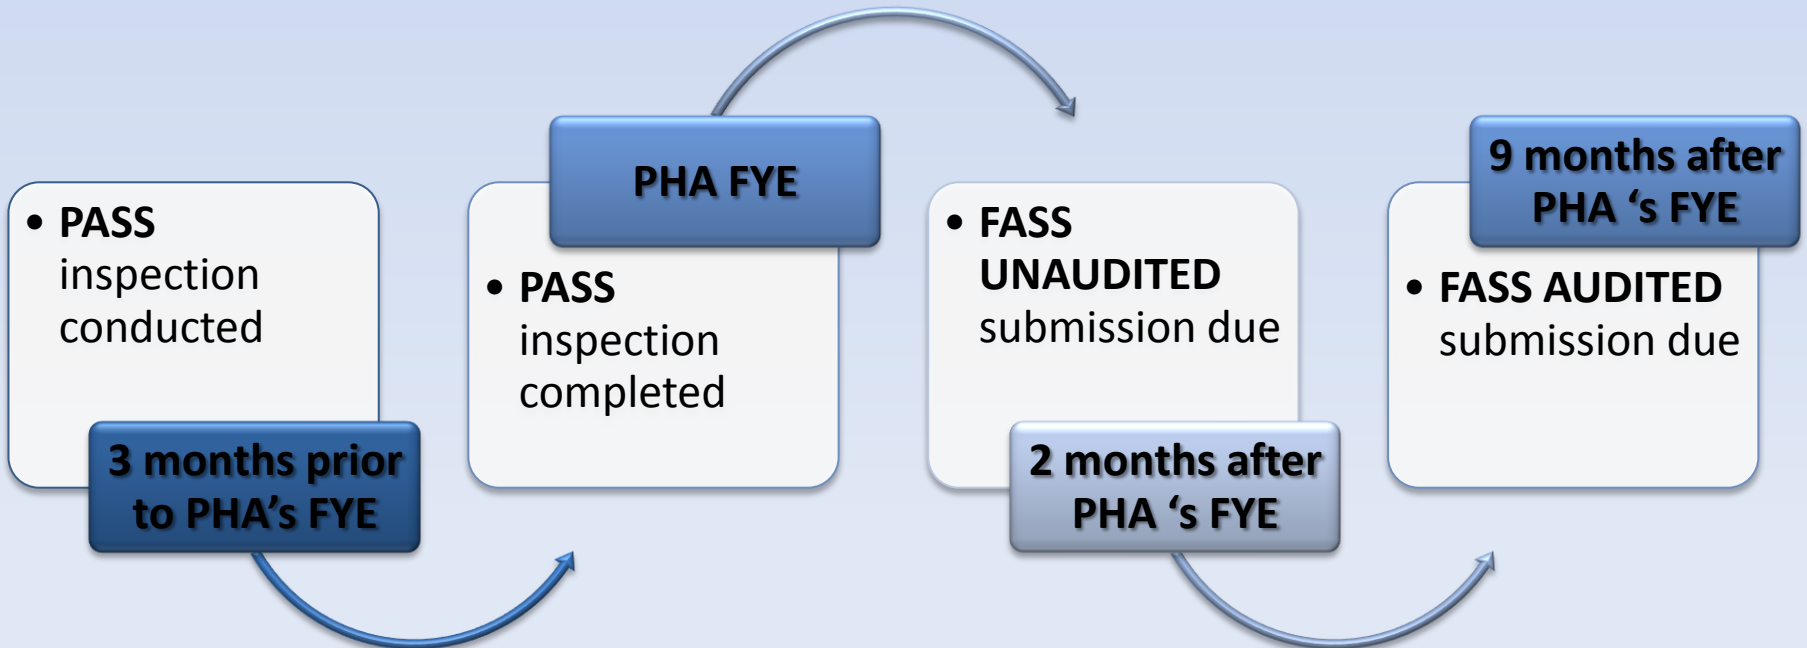 • PASS
inspection
conducted
3 months prior
to PHA's FYE
PHA FYE
• PASS
inspection
completed
• FASS
UNAUDITED
submission due
2 months after
PHA ‘s FYE
9 months after
PHA ‘s FYE
• FASS AUDITED
submission due